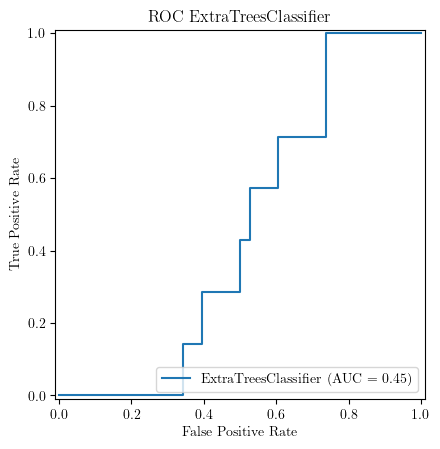 ROC ExtraTreesClassifier
1.0
0.8
0.6
0.4
0.2
0.0
True Positive Rate
ExtraTreesClassifier (AUC = 0.45)
0.0 0.2 0.4 0.6 0.8 1.0
False Positive Rate